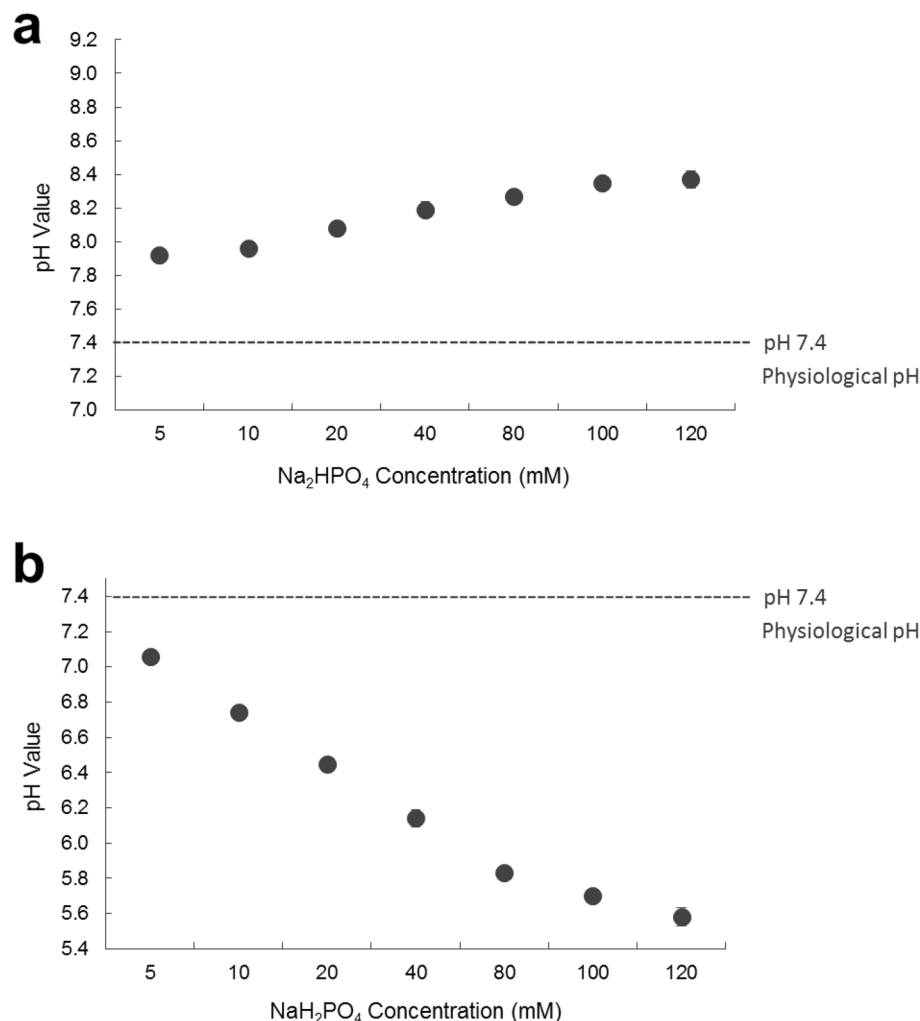 a
9.2
9.0
8.8
8.6
8.4
8.2
8.0
7.8
7.6
7.4
7.2
7.0
pH Value
pH 7.4
Physiological pH
5 10 20 40 80 100 120
Na₂HPO₄ Concentration (mM)
b
7.4
7.2
7.0
6.8
6.6
6.4
6.2
6.0
5.8
5.6
5.4
pH Value
pH 7.4
Physiological pH
5 10 20 40 80 100 120
NaH₂PO₄ Concentration (mM)